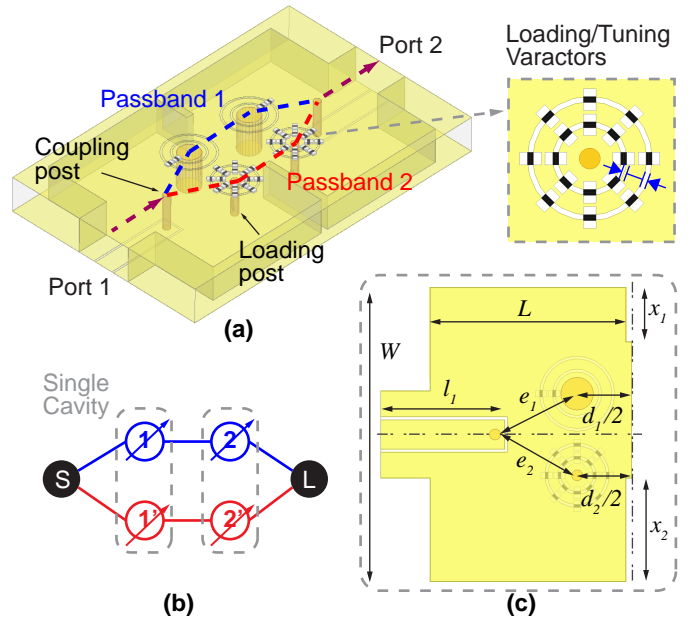 Port 2
Loading/Tuning
Varactors
Passband 1
Coupling
post
Passband 2
Loading
post
Port 1
(a)
Single
Cavity
1
2
S
L
1'
2'
(b)
L
x1
W
l1
e1
d1/2
e2
d2/2
x2
(c)